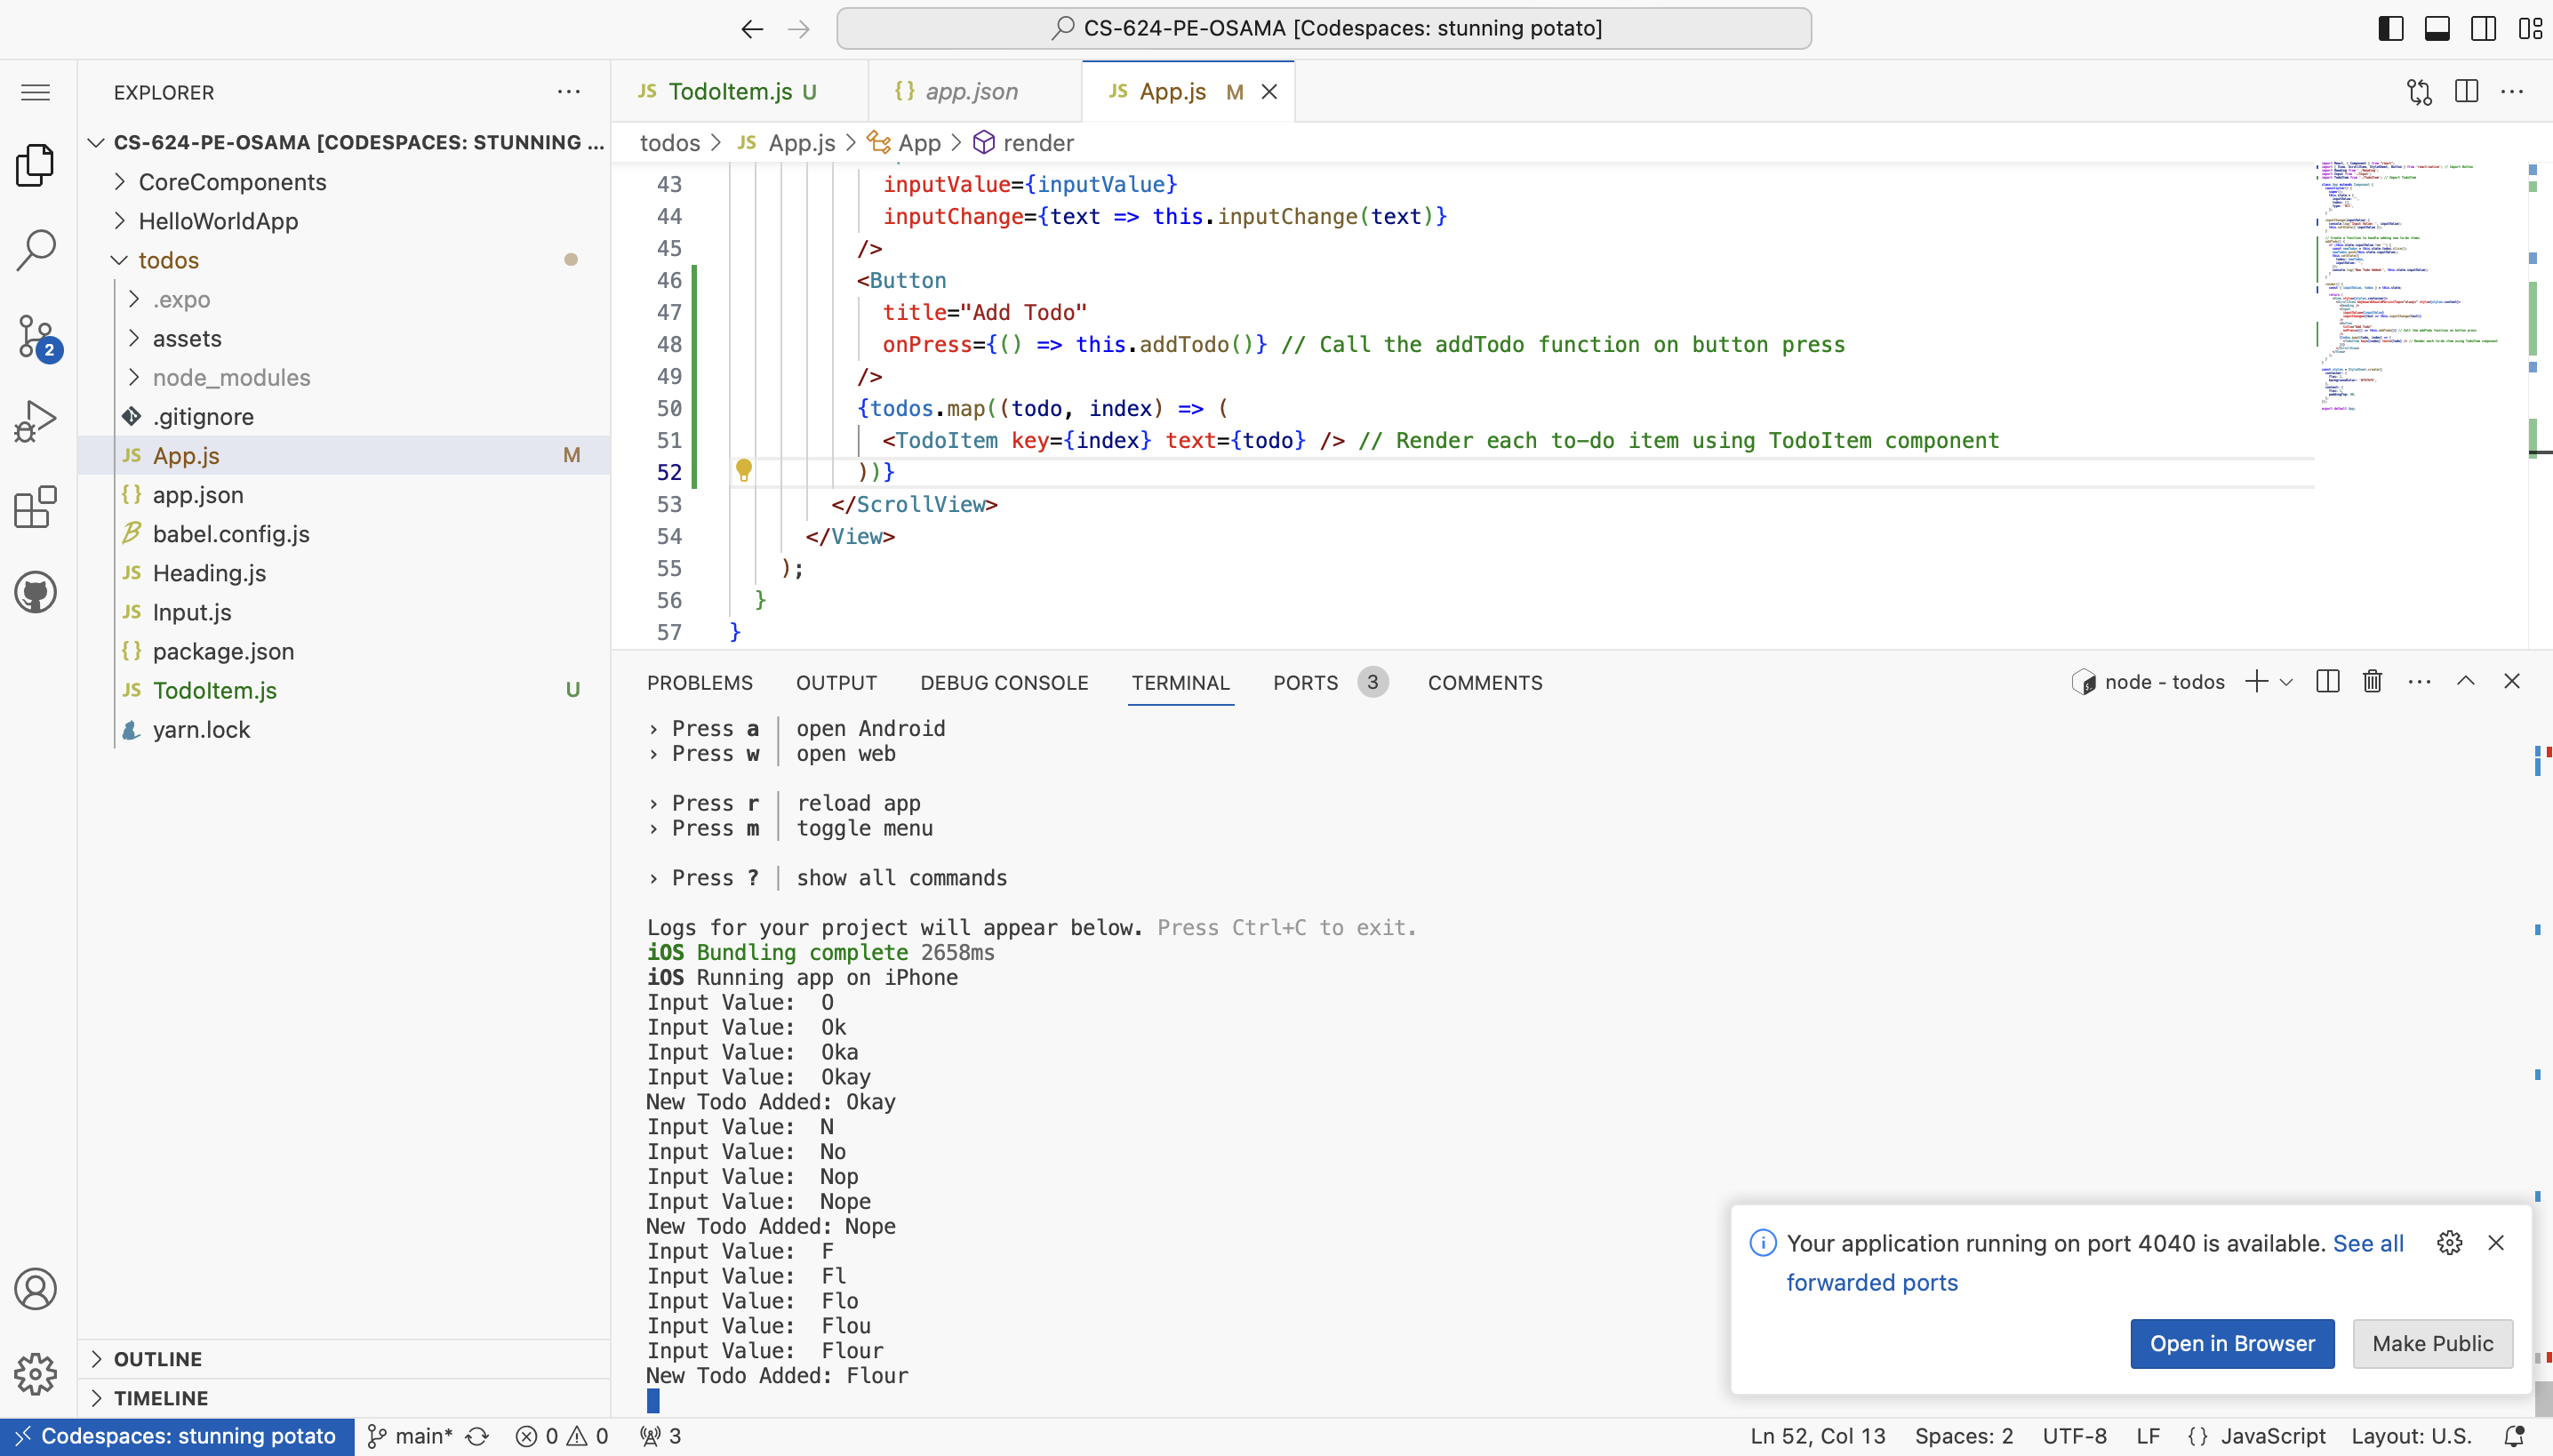 CS-624-PE-OSAMA [Codespaces: stunning potato]
EXPLORER
CS-624-PE-OSAMA [CODESPACES: STUNNING ...
CoreComponents
HelloWorldApp
todos
.expo
assets
node_modules
.gitignore
JS App.js M
{} app.json
babel.config.js
JS Heading.js
JS Input.js
{} package.json
JS TodoItem.js U
yarn.lock
OUTLINE
TIMELINE
2
JS TodoItem.js U
{} app.json
JS App.js M
todos > JS App.js > App > render
43 inputValue={inputValue}
44 inputChange={text => this.inputChange(text)}
45 />
46 <Button
47 title="Add Todo"
48 onPress={() => this.addTodo()} // Call the addTodo function on button press
49 />
50 {todos.map((todo, index) => (
51 <TodoItem key={index} text={todo} /> // Render each to-do item using TodoItem component
52 ))}
53 </ScrollView>
54 </View>
55 );
56 }
57 }
PROBLEMS OUTPUT DEBUG CONSOLE TERMINAL PORTS 3 COMMENTS
node - todos
› Press a │ open Android
› Press w │ open web
› Press r │ reload app
› Press m │ toggle menu
› Press ? │ show all commands
Logs for your project will appear below. Press Ctrl+C to exit.
iOS Bundling complete 2658ms
iOS Running app on iPhone
Input Value:  O
Input Value:  Ok
Input Value:  Oka
Input Value:  Okay
New Todo Added: Okay
Input Value:  N
Input Value:  No
Input Value:  Nop
Input Value:  Nope
New Todo Added: Nope
Input Value:  F
Input Value:  Fl
Input Value:  Flo
Input Value:  Flou
Input Value:  Flour
New Todo Added: Flour
Your application running on port 4040 is available. See all
forwarded ports
Open in Browser
Make Public
Codespaces: stunning potato main* 0 0 3
Ln 52, Col 13 Spaces: 2 UTF-8 LF {} JavaScript Layout: U.S.